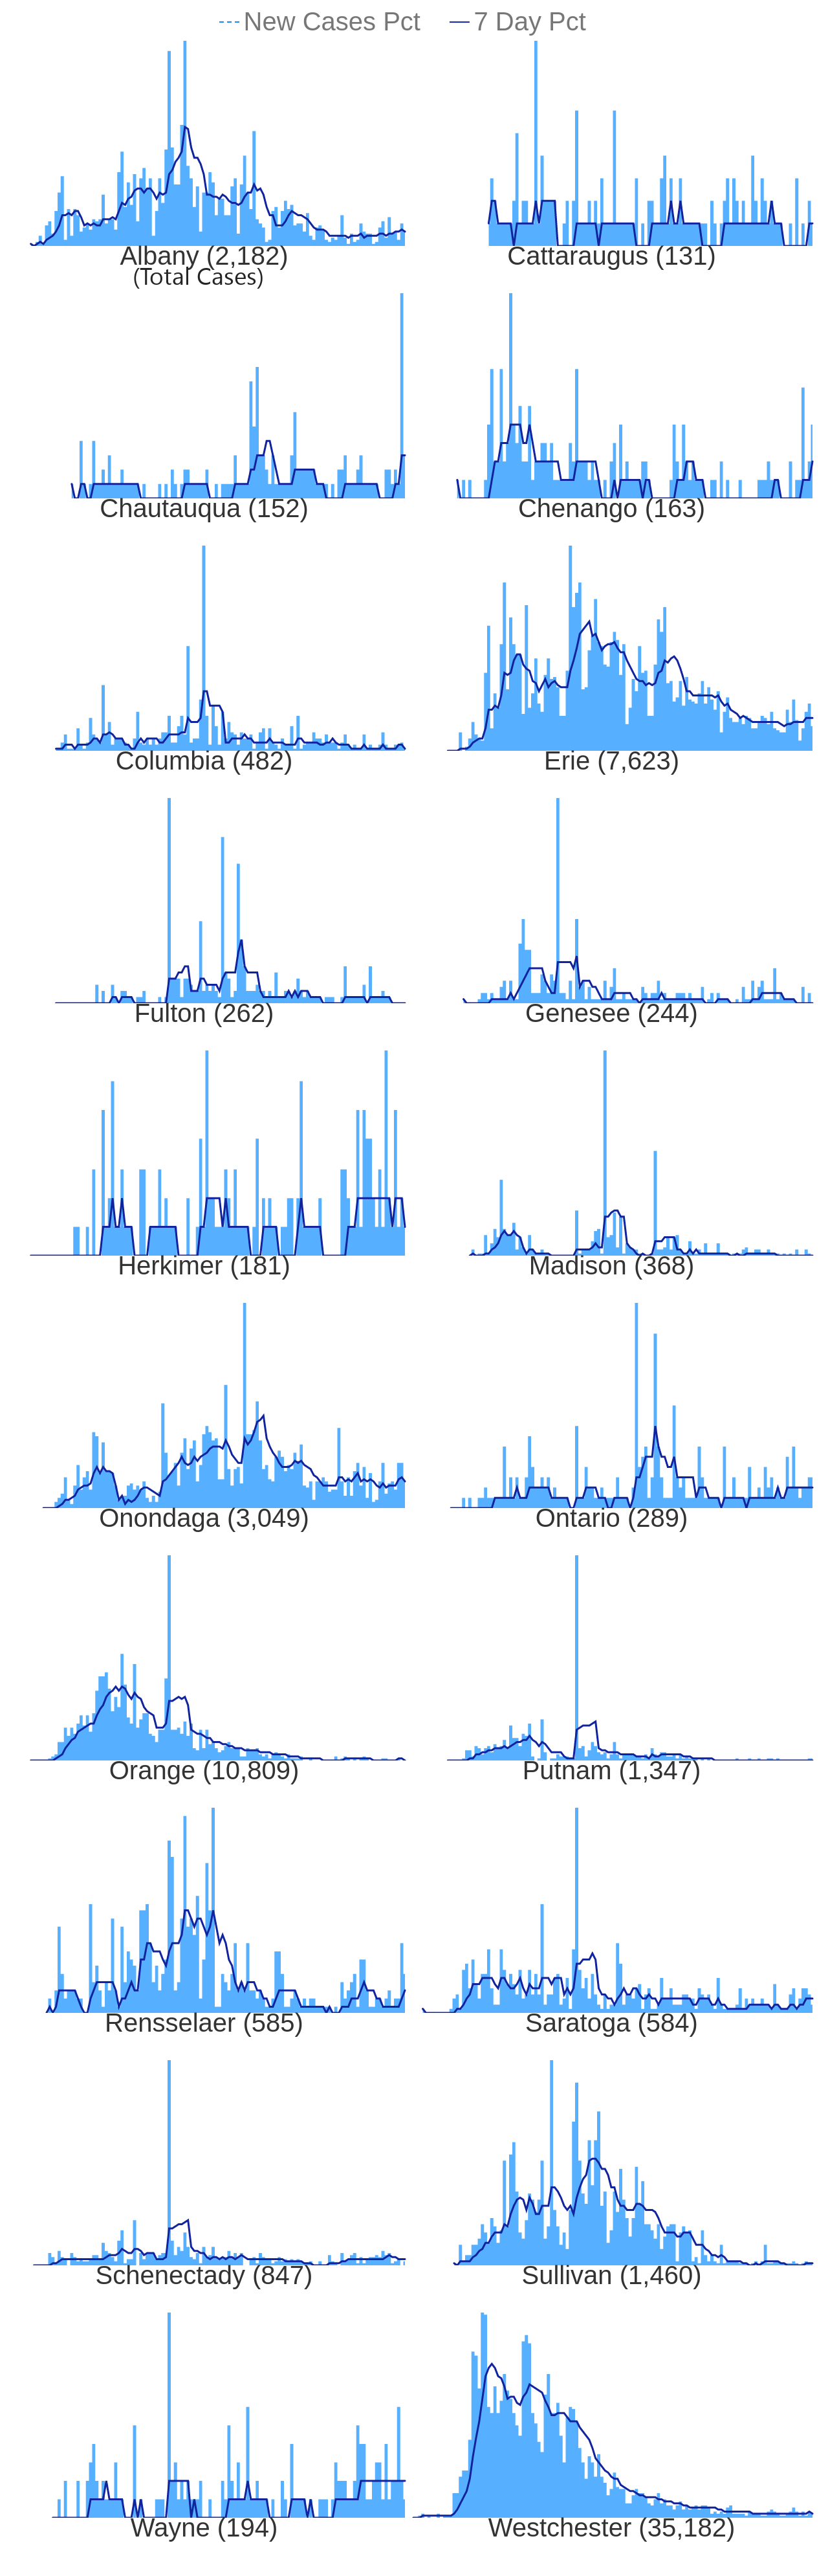 New Cases Pct 7 Day Pct
Albany (2,182) Cattaraugus (131)
(Total Cases)
Chautauqua (152) Chenango (163)
Columbia (482) Erie (7,623)
Fulton (262) Genesee (244)
Herkimer (181) Madison (368)
Onondaga (3,049) Ontario (289)
Orange (10,809) Putnam (1,347)
Rensselaer (585) Saratoga (584)
Schenectady (847) Sullivan (1,460)
Wayne (194) Westchester (35,182)